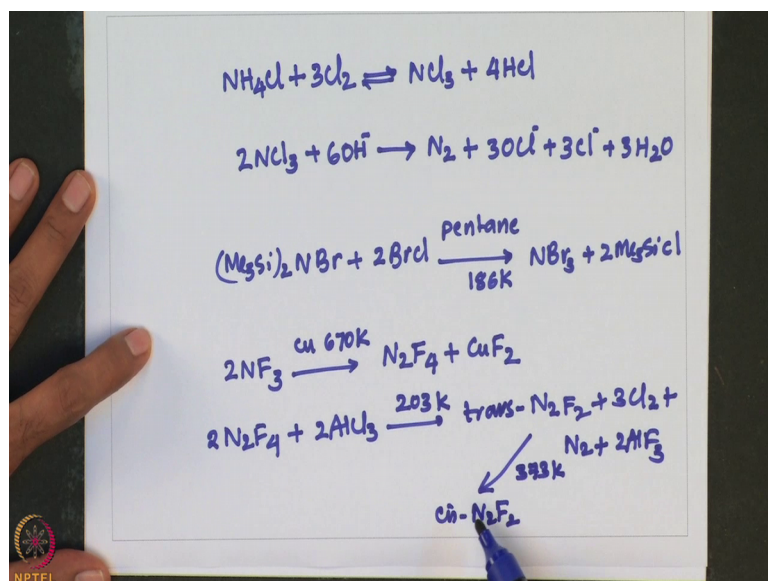 NH₄Cl + 3Cl₂ ⇌ NCl₃ + 4HCl
2NCl₃ + 6OH⁻ → N₂ + 3OCl⁻ + 3Cl⁻ + 3H₂O
pentane
(Me₃Si)₂NBr + 2BrCl → NBr₃ + 2Me₃SiCl
186K
Cu 670K
2NF₃ → N₂F₄ + CuF₂
203K
2N₂F₄ + 2AlCl₃ → trans-N₂F₂ + 3Cl₂ +
N₂ + 2AlF₃
373K
cis-N₂F₂
NPTEL